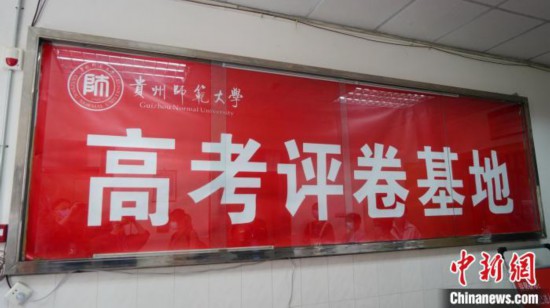 貴州師範大學
Guizhou Normal University
高考评卷基地
中新网
Chinanews.com